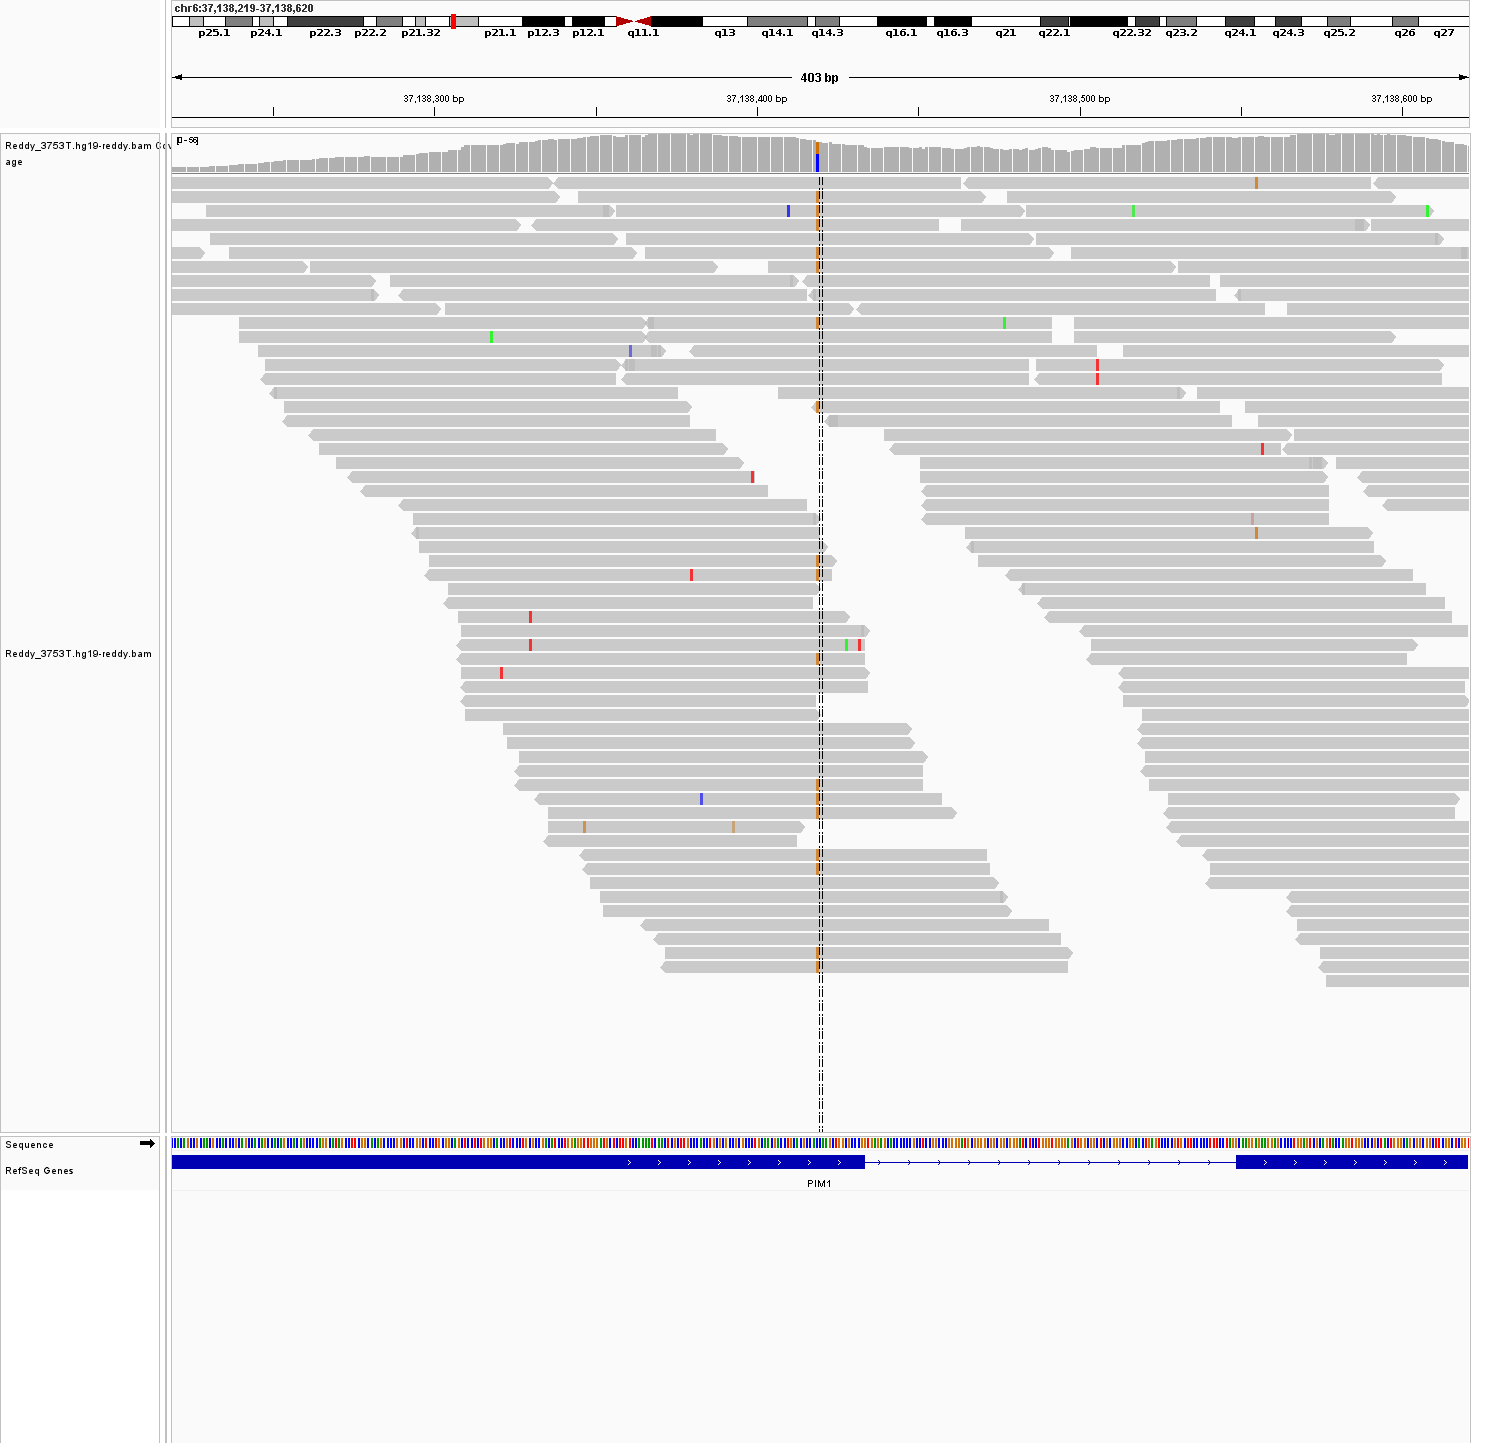 chr6:37,138,219-37,138,620
p25.1 p24.1 p22.3 p22.2 p21.32 p21.1 p12.3 p12.1 q11.1 q13 q14.1 q14.3 q16.1 q16.3 q21 q22.1 q22.32 q23.2 q24.1 q24.3 q25.2 q26 q27
403 bp
37,138,300 bp 37,138,400 bp 37,138,500 bp 37,138,600 bp
Reddy_3753T.hg19-reddy.bam Cov
age
[0 - 56]
Reddy_3753T.hg19-reddy.bam
Sequence
RefSeq Genes
PIM1